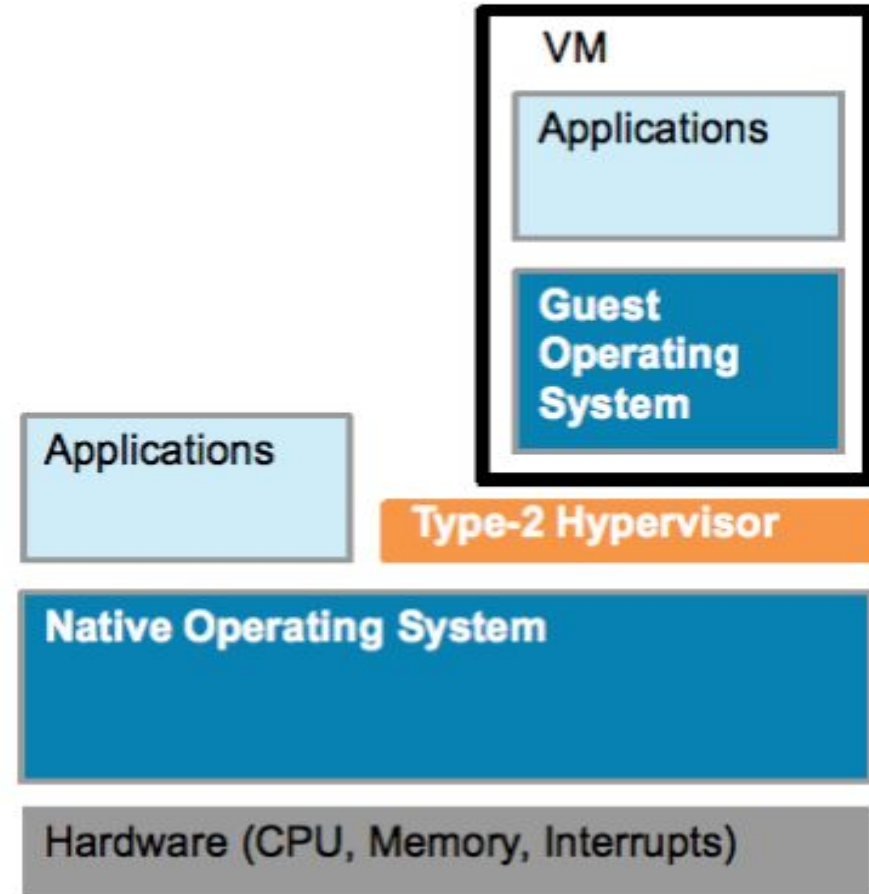 VM
Applications
Guest
Operating
System
Applications
Type-2 Hypervisor
Native Operating System
Hardware (CPU, Memory, Interrupts)